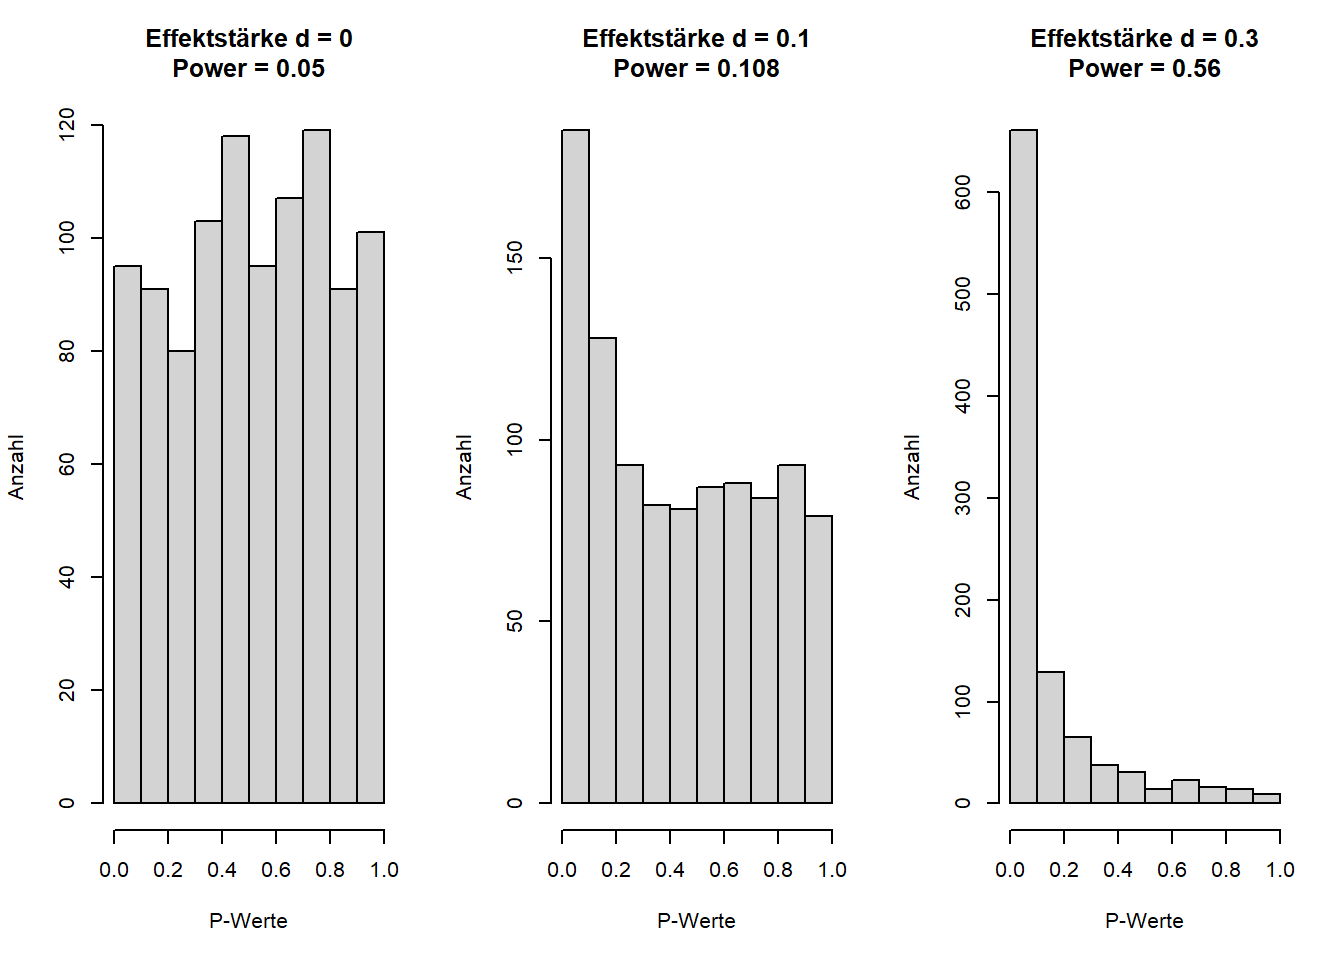 Effektstärke d = 0
Power = 0.05
Anzahl
120
100
80
60
40
20
0
0.0 0.2 0.4 0.6 0.8 1.0
P-Werte
Effektstärke d = 0.1
Power = 0.108
Anzahl
150
100
50
0
0.0 0.2 0.4 0.6 0.8 1.0
P-Werte
Effektstärke d = 0.3
Power = 0.56
Anzahl
600
500
400
300
200
100
0
0.0 0.2 0.4 0.6 0.8 1.0
P-Werte